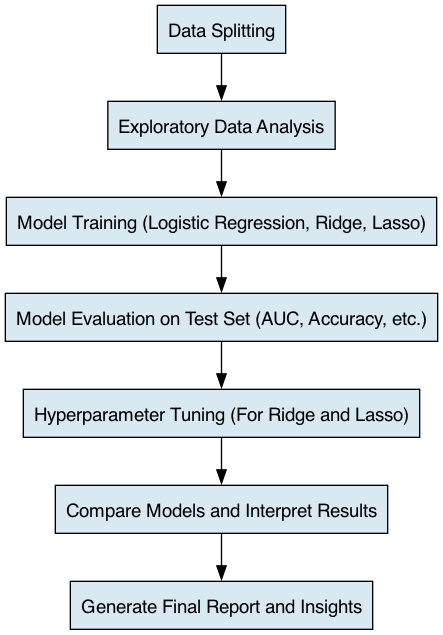 Data Splitting
Exploratory Data Analysis
Model Training (Logistic Regression, Ridge, Lasso)
Model Evaluation on Test Set (AUC, Accuracy, etc.)
Hyperparameter Tuning (For Ridge and Lasso)
Compare Models and Interpret Results
Generate Final Report and Insights